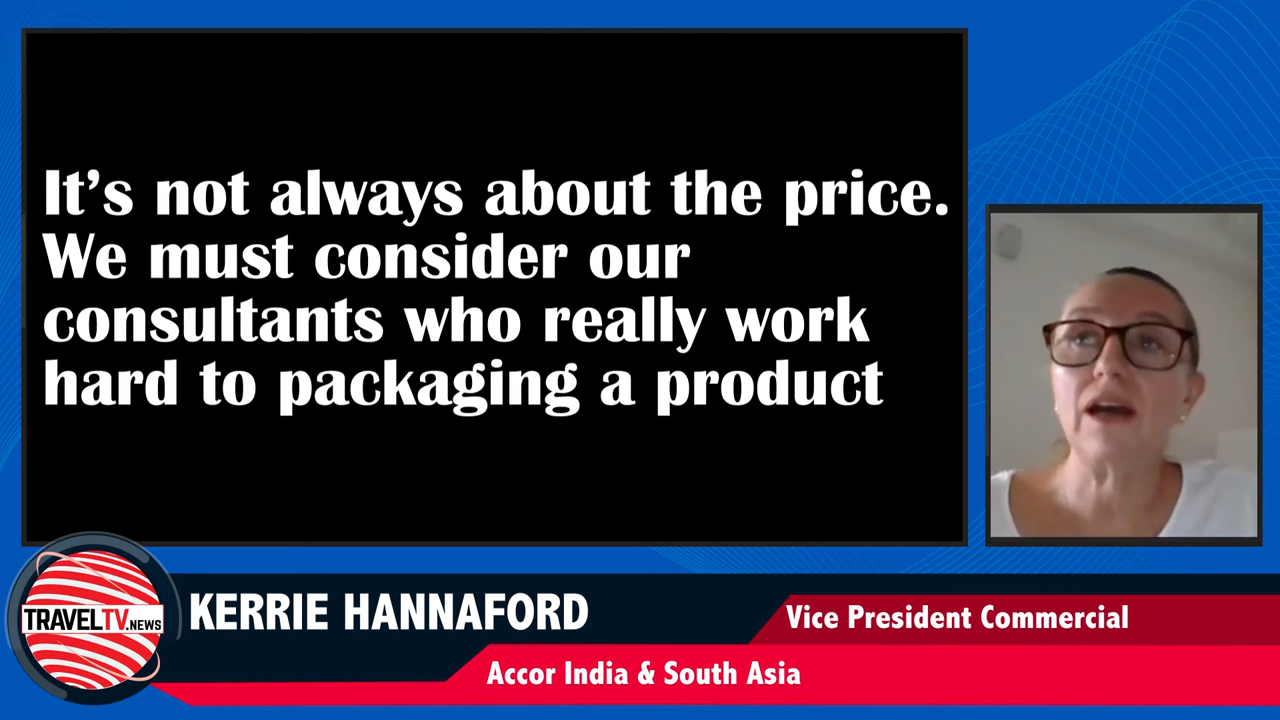 It's not always about the price.
We must consider our
consultants who really work
hard to packaging a product
TRAVELTV.NEWS
KERRIE HANNAFORD
Vice President Commercial
Accor India & South Asia